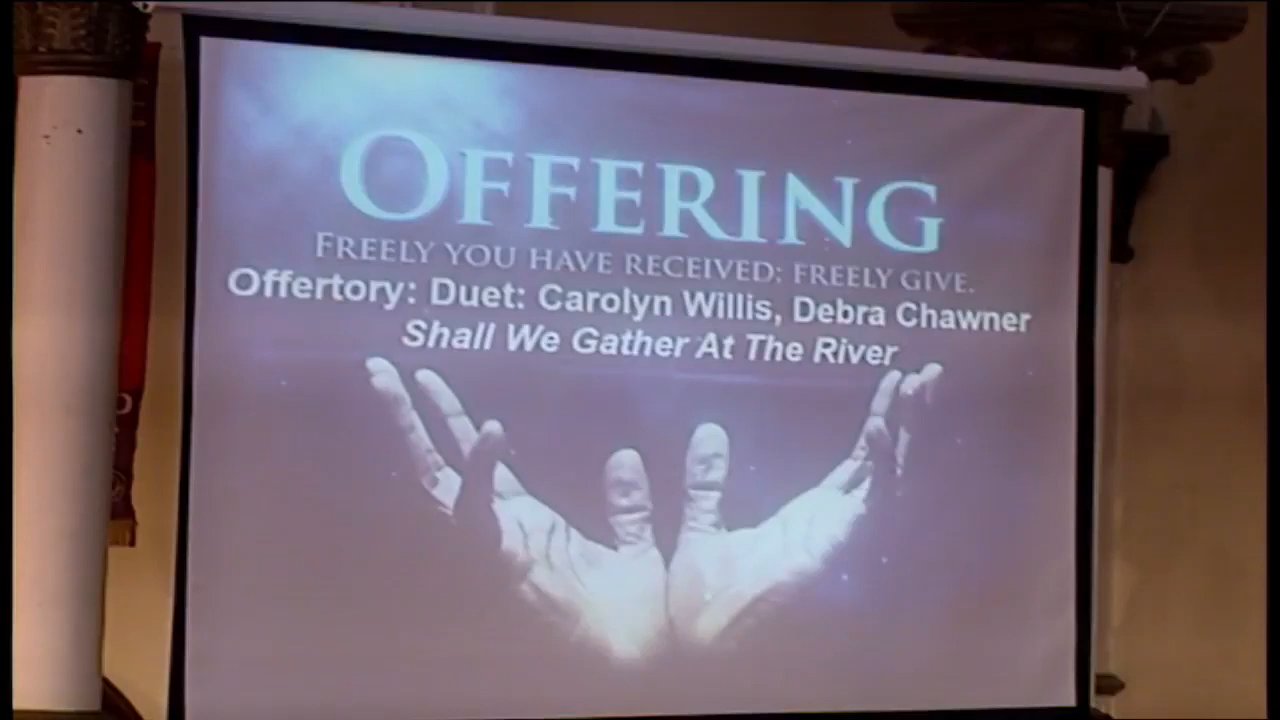 OFFERING
FREELY YOU HAVE RECEIVED; FREELY GIVE.
Offertory: Duet: Carolyn Willis, Debra Chawner
Shall We Gather At The River